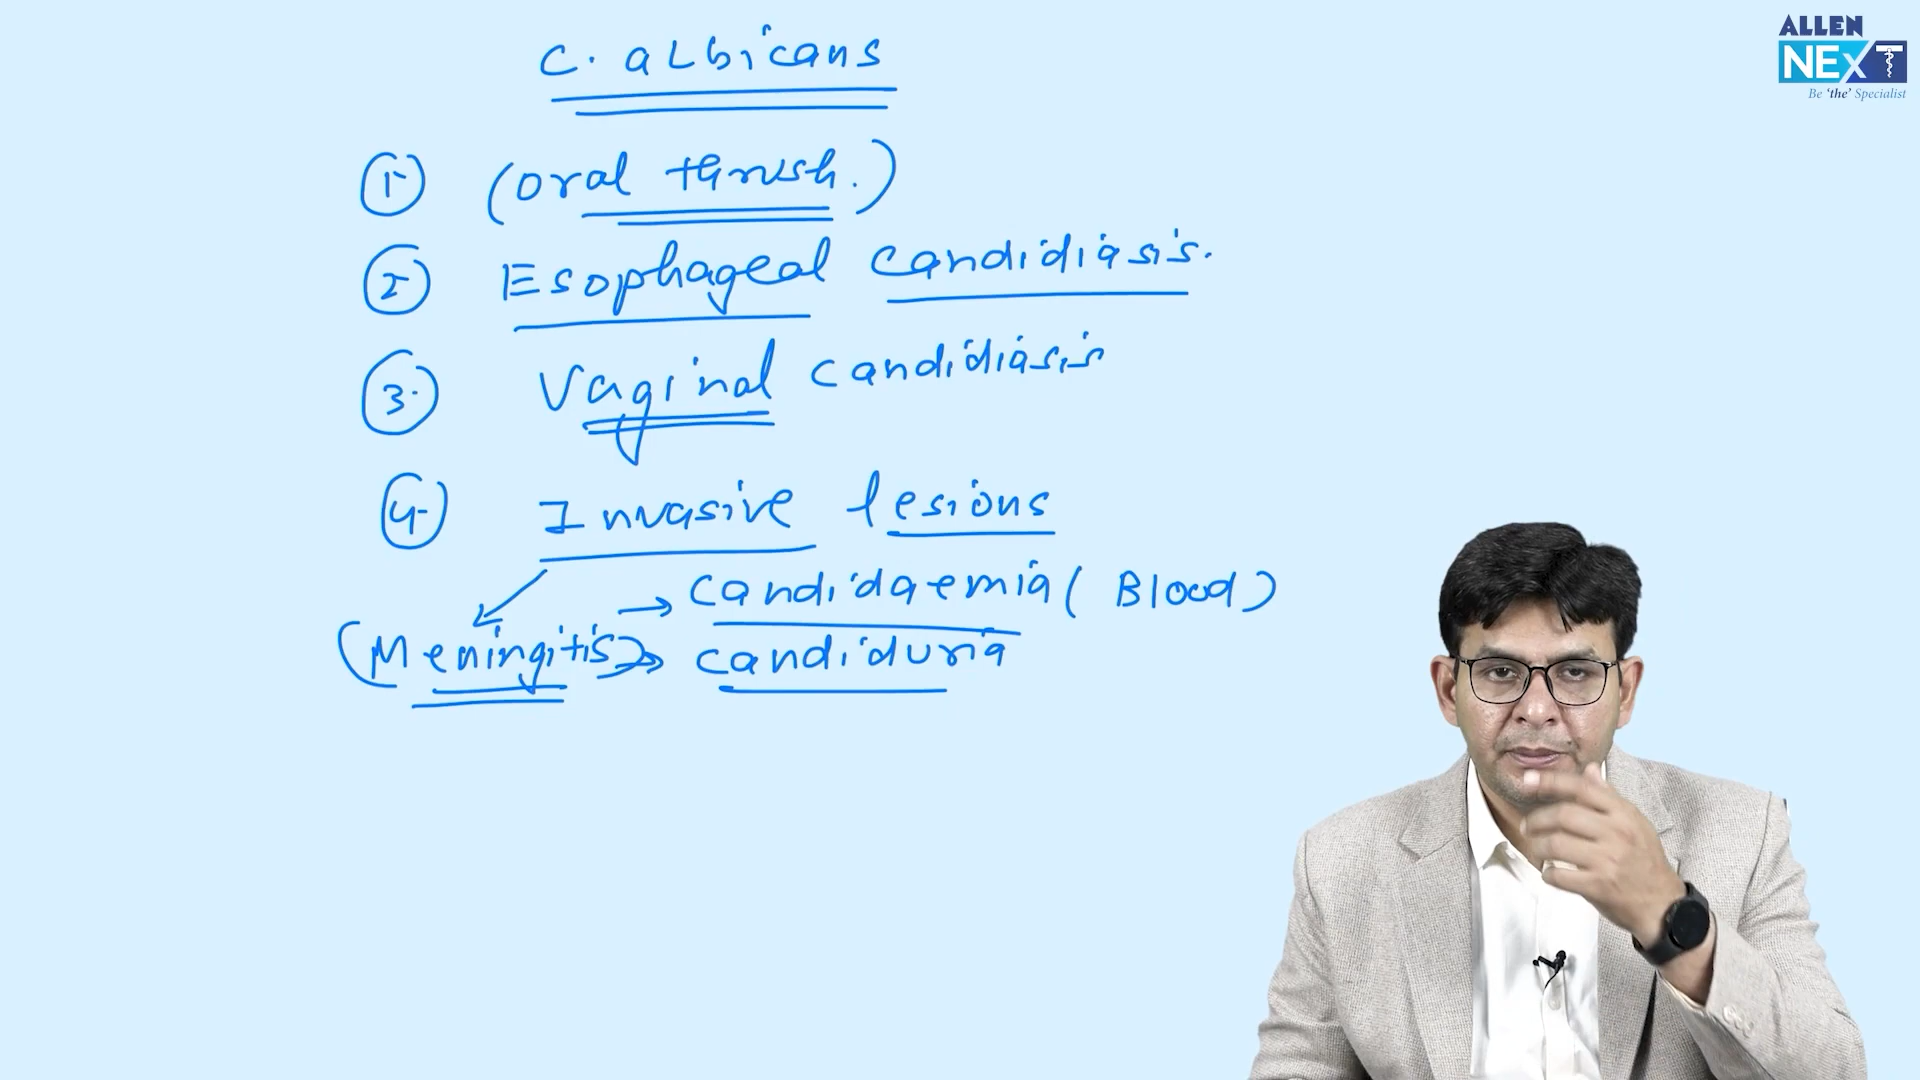 ALLEN
NEXT
Be 'the' Specialist
C. albicans
1 (oral thrush.)
2 Esophageal candidiasis.
3. Vaginal candidiasis
4 Invasive lesions
→ candidaemia (Blood)
(Meningitis) → candiduria